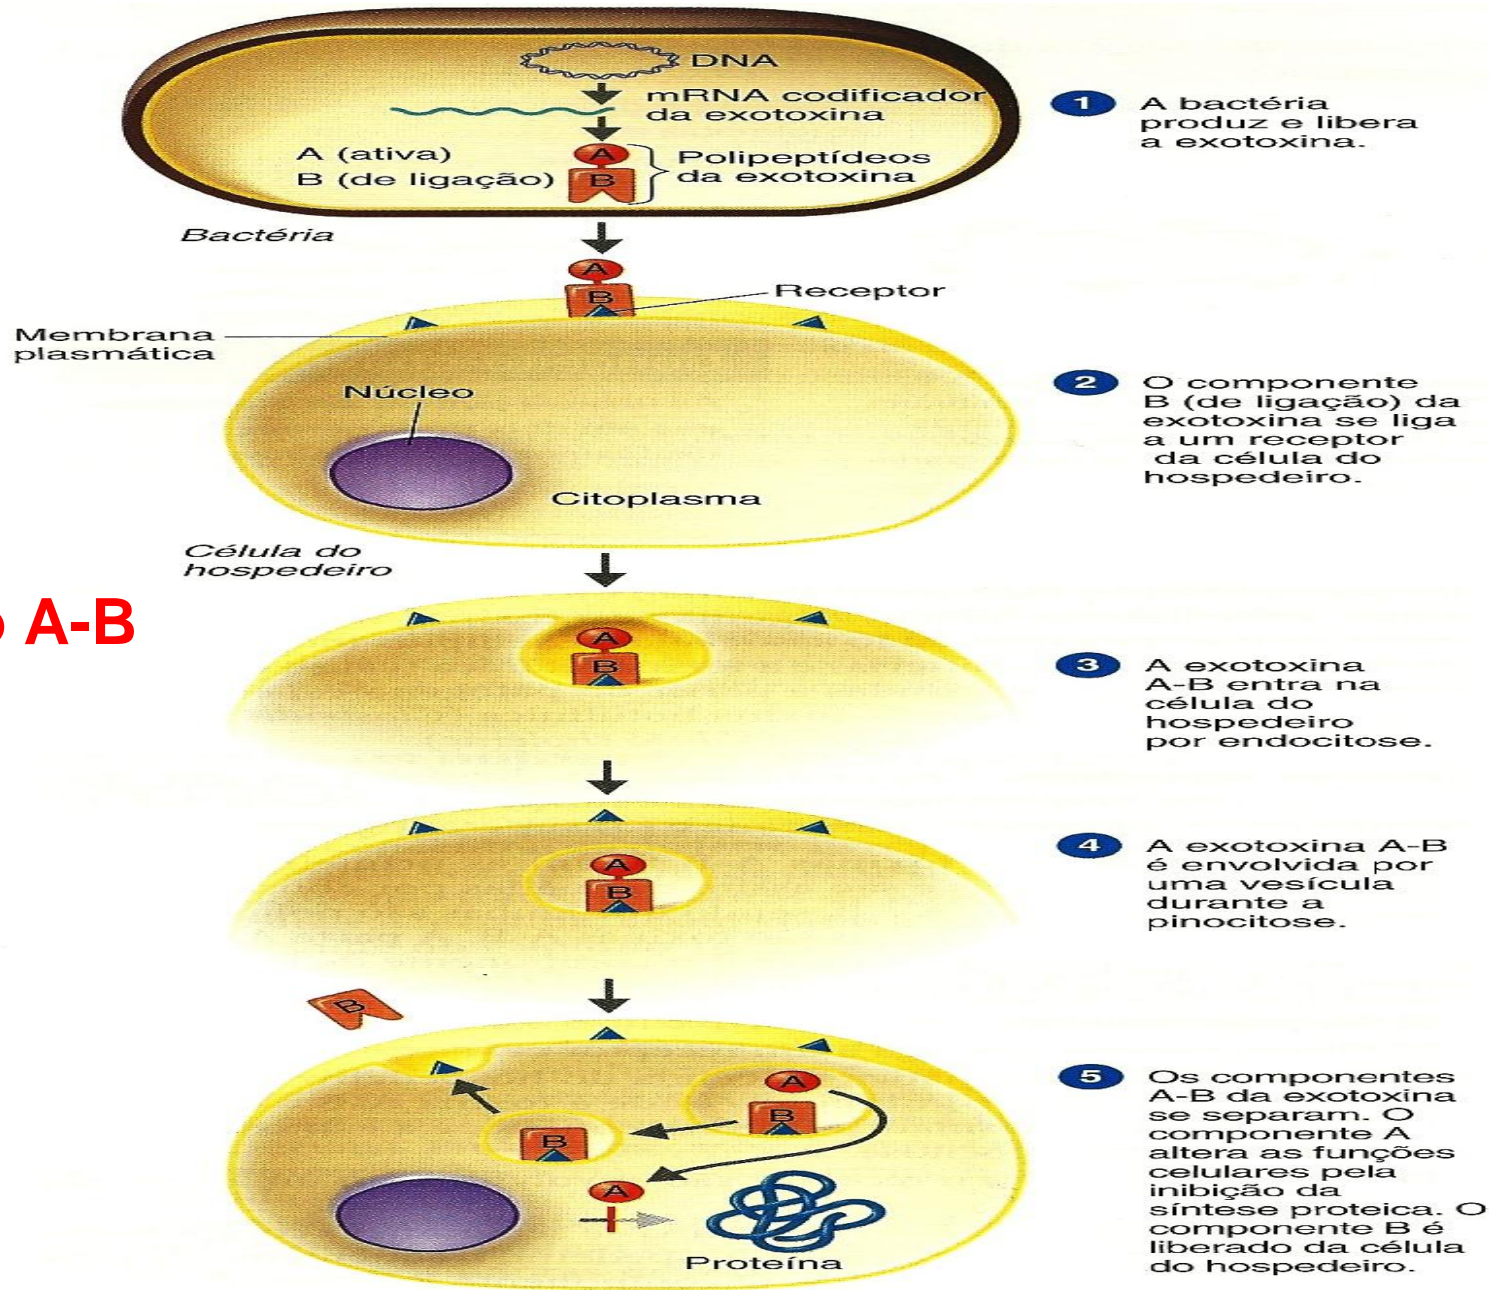 DNA
mRNA codificador
da exotoxina
A (ativa)
B (de ligação)
A
B
Polipeptídeos
da exotoxina
1
A bactéria
produz e libera
a exotoxina.
Bactéria
A
B
Receptor
Membrana
plasmática
Núcleo
Citoplasma
2
O componente
B (de ligação) da
exotoxina se liga
a um receptor
da célula do
hospedeiro.
Célula do
hospedeiro
o A-B
A
B
3
A exotoxina
A-B entra na
célula do
hospedeiro
por endocitose.
A
B
4
A exotoxina A-B
é envolvida por
uma vesícula
durante a
pinocitose.
B
A
B
B
A
Proteína
5
Os componentes
A-B da exotoxina
se separam. O
componente A
altera as funções
celulares pela
inibição da
síntese proteica. O
componente B é
liberado da célula
do hospedeiro.